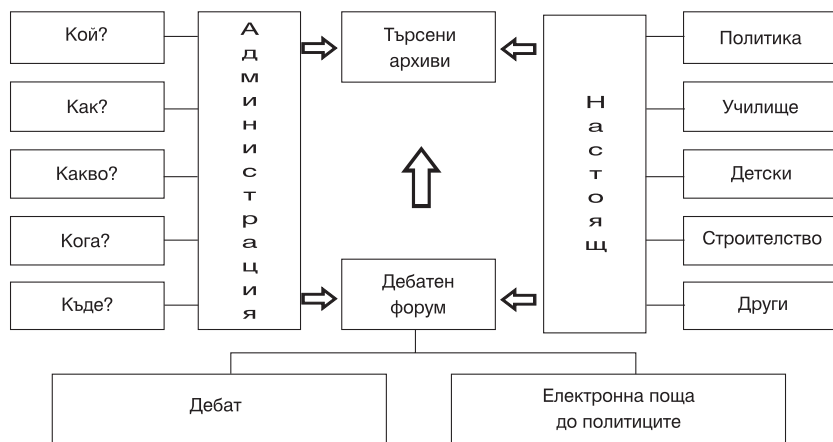 Кой?
Как?
Какво?
Кога?
Къде?
Администрация
Търсени
архиви
Дебатен
форум
Настоящ
Политика
Училище
Детски
Строителство
Други
Дебат
Електронна поща
до политиците